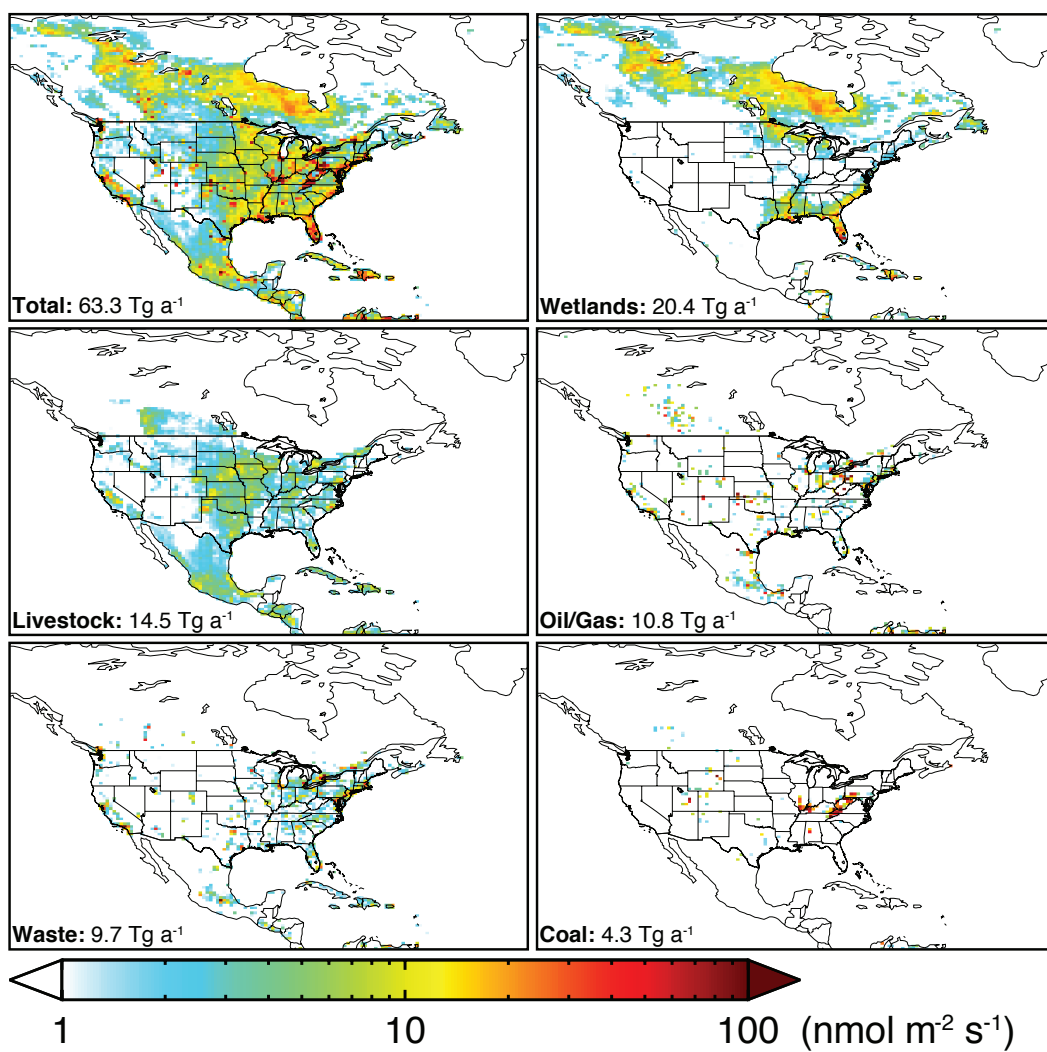 Total: 63.3 Tg a⁻¹
Wetlands: 20.4 Tg a⁻¹
Livestock: 14.5 Tg a⁻¹
Oil/Gas: 10.8 Tg a⁻¹
Waste: 9.7 Tg a⁻¹
Coal: 4.3 Tg a⁻¹
1 10 100 (nmol m⁻² s⁻¹)